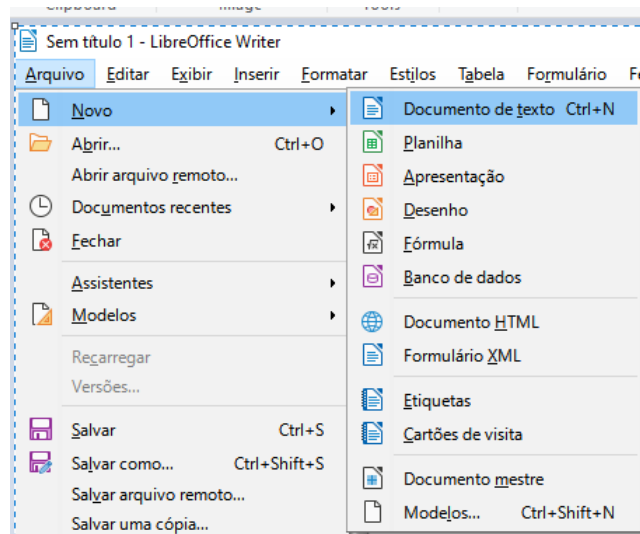 Sem título 1 - LibreOffice Writer
Arquivo Editar Exibir Inserir Formatar Estilos Tabela Formulário
Novo
Abrir... Ctrl+O
Abrir arquivo remoto...
Documentos recentes
Fechar
Assistentes
Modelos
Recarregar
Versões...
Salvar Ctrl+S
Salvar como... Ctrl+Shift+S
Salvar arquivo remoto...
Salvar uma cópia...
Documento de texto Ctrl+N
Planilha
Apresentação
Desenho
Fórmula
Banco de dados
Documento HTML
Formulário XML
Etiquetas
Cartões de visita
Documento mestre
Modelos... Ctrl+Shift+N